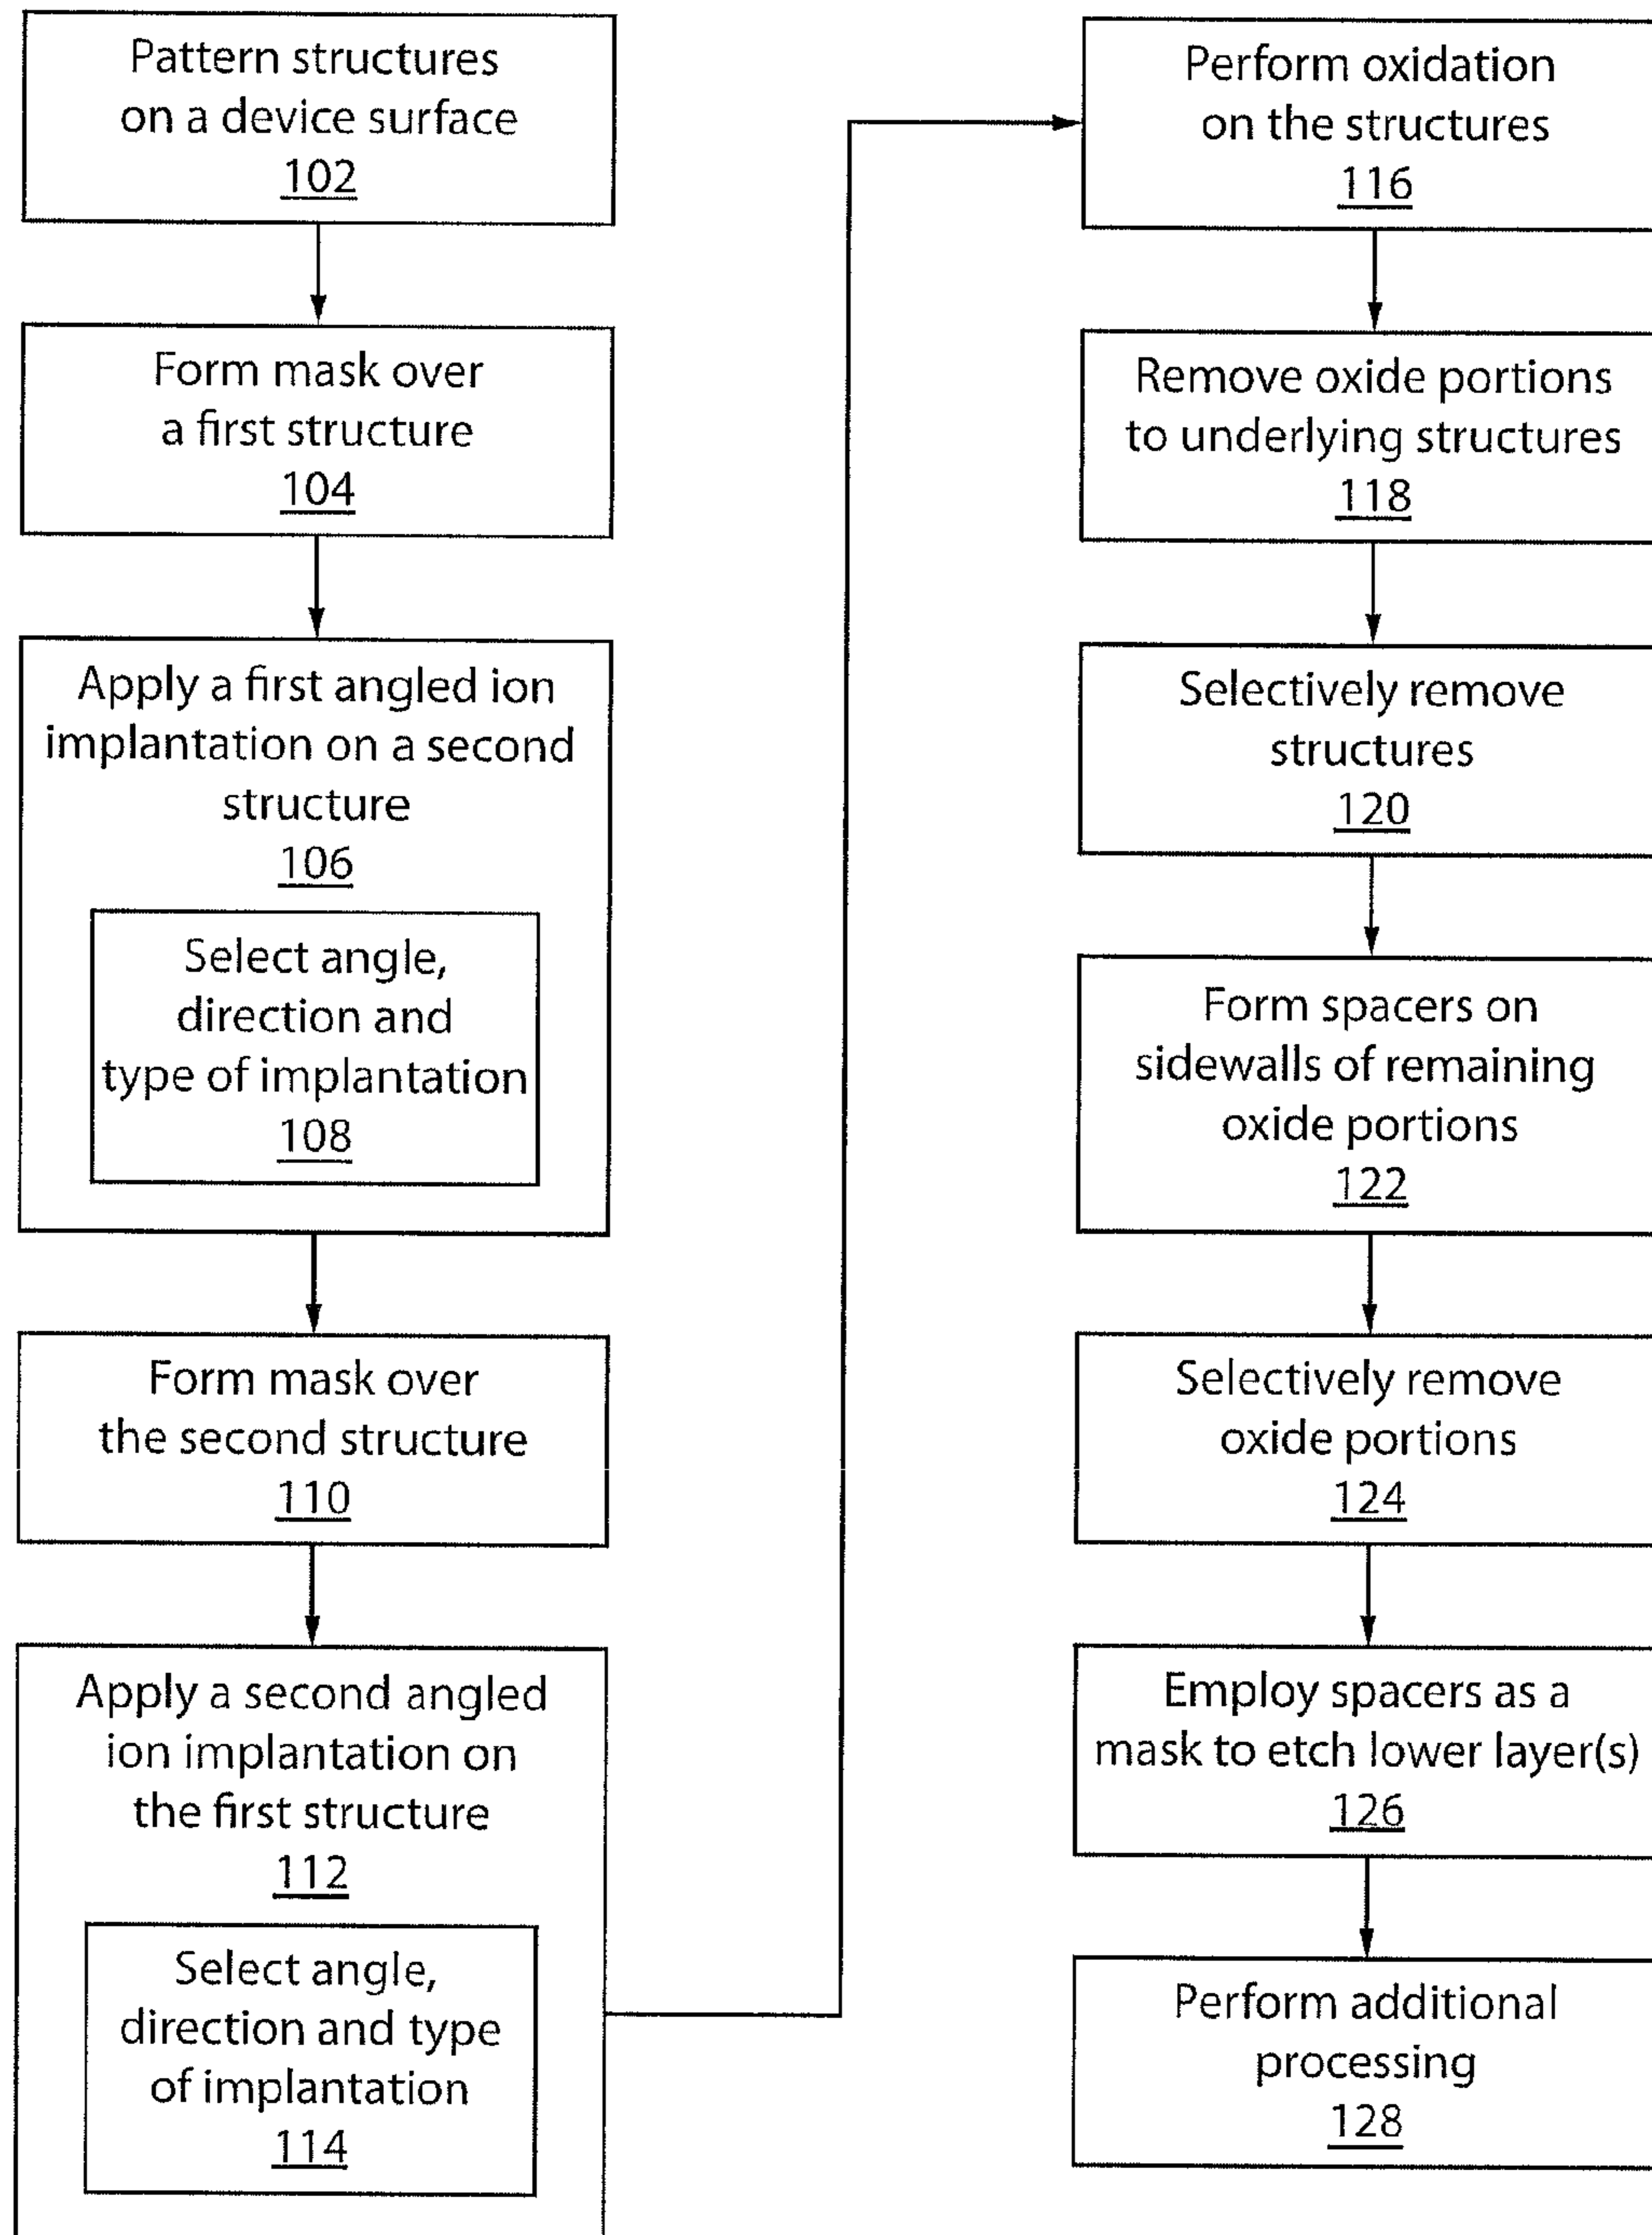 Pattern structures
on a device surface
102
Form mask over
a first structure
104
Apply a first angled ion
implantation on a second
structure
106
Select angle,
direction and
type of implantation
108
Form mask over
the second structure
110
Apply a second angled
ion implantation on
the first structure
112
Select angle,
direction and type
of implantation
114
Perform oxidation
on the structures
116
Remove oxide portions
to underlying structures
118
Selectively remove
structures
120
Form spacers on
sidewalls of remaining
oxide portions
122
Selectively remove
oxide portions
124
Employ spacers as a
mask to etch lower layer(s)
126
Perform additional
processing
128